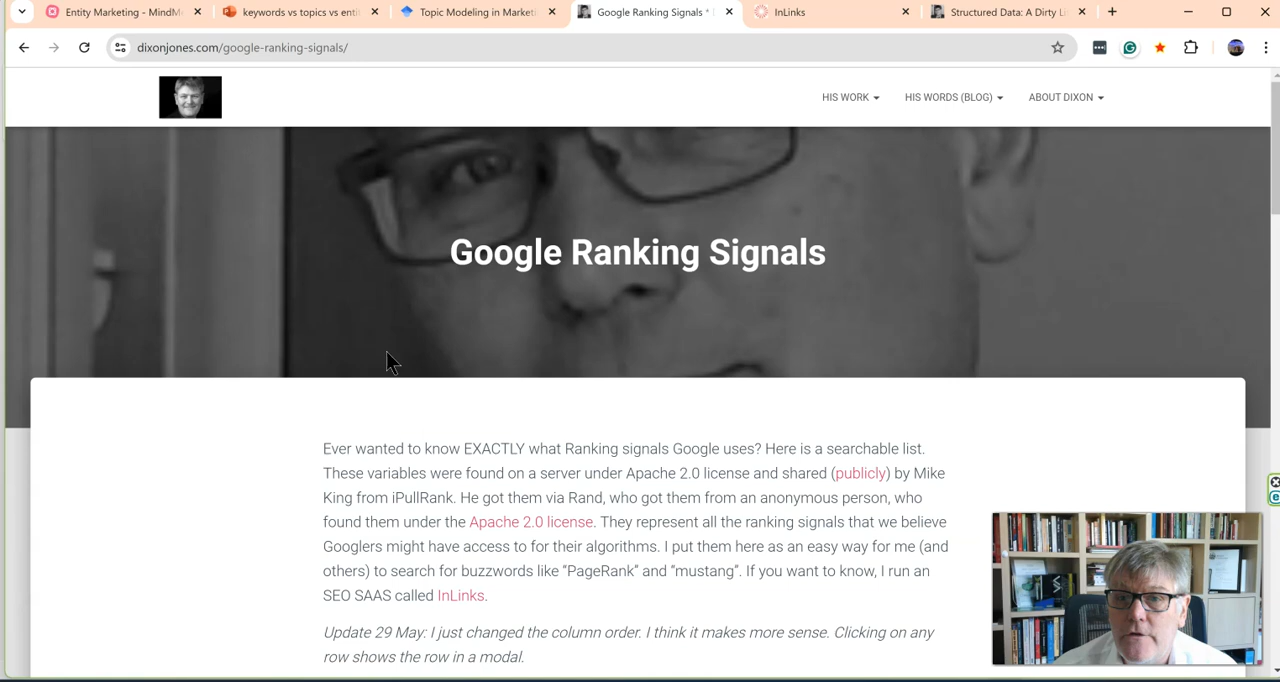 Entity Marketing - MindM
keywords vs topics vs enti
Topic Modeling in Marketi
Google Ranking Signals *
InLinks
Structured Data: A Dirty Li
dixonjones.com/google-ranking-signals/
HIS WORK
HIS WORDS (BLOG)
ABOUT DIXON
Google Ranking Signals
Ever wanted to know EXACTLY what Ranking signals Google uses? Here is a searchable list.
These variables were found on a server under Apache 2.0 license and shared (publicly) by Mike
King from iPullRank. He got them via Rand, who got them from an anonymous person, who
found them under the Apache 2.0 license. They represent all the ranking signals that we believe
Googlers might have access to for their algorithms. I put them here as an easy way for me (and
others) to search for buzzwords like “PageRank” and “mustang”. If you want to know, I run an
SEO SAAS called InLinks.
Update 29 May: I just changed the column order. I think it makes more sense. Clicking on any
row shows the row in a modal.